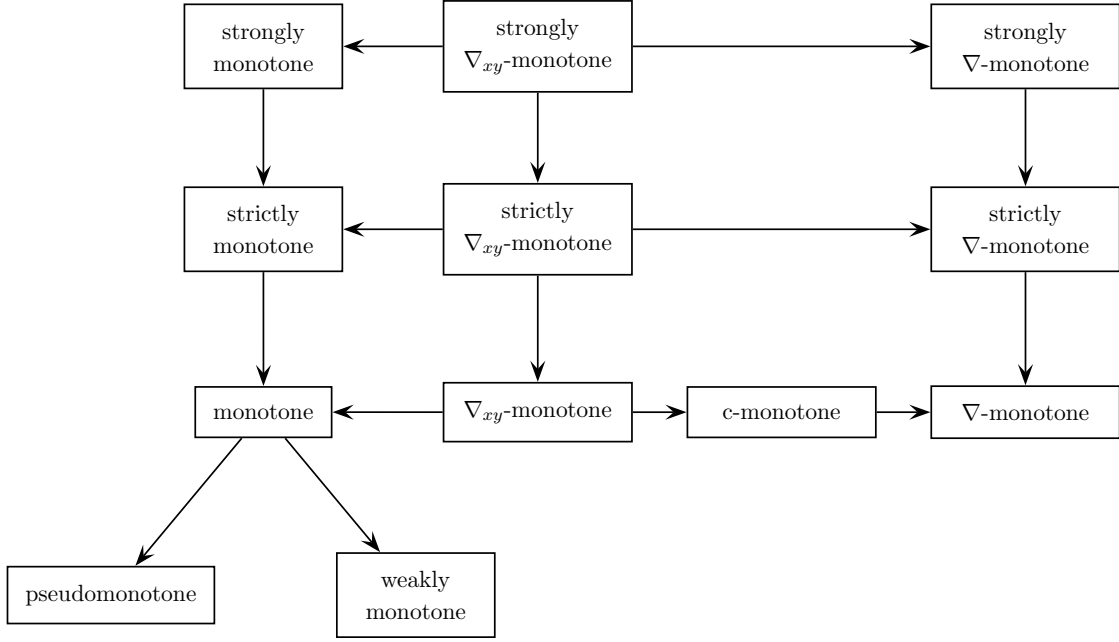 strongly
monotone
strongly
∇xy-monotone
strongly
∇-monotone
strictly
monotone
strictly
∇xy-monotone
strictly
∇-monotone
monotone
∇xy-monotone
c-monotone
∇-monotone
pseudomonotone
weakly
monotone